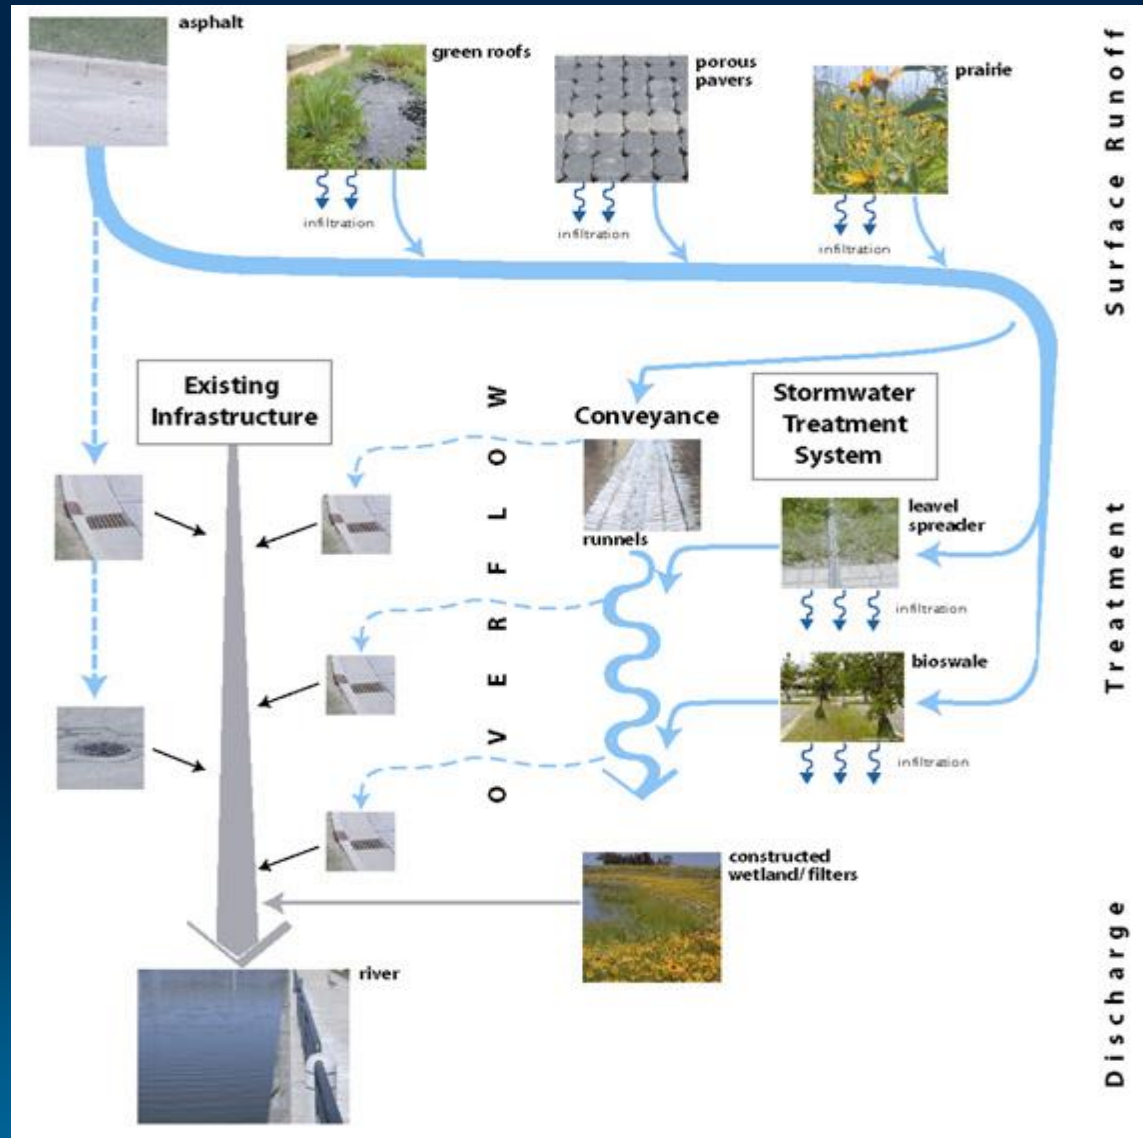 asphalt
green roofs
porous
pavers
prairie
infiltration
infiltration
infiltration
Surface Runoff
Existing
Infrastructure
OVERFLOW
Conveyance
runnels
Stormwater
Treatment
System
leavel
spreader
infiltration
bioswale
infiltration
Treatment
constructed
wetland/ filters
river
Discharge